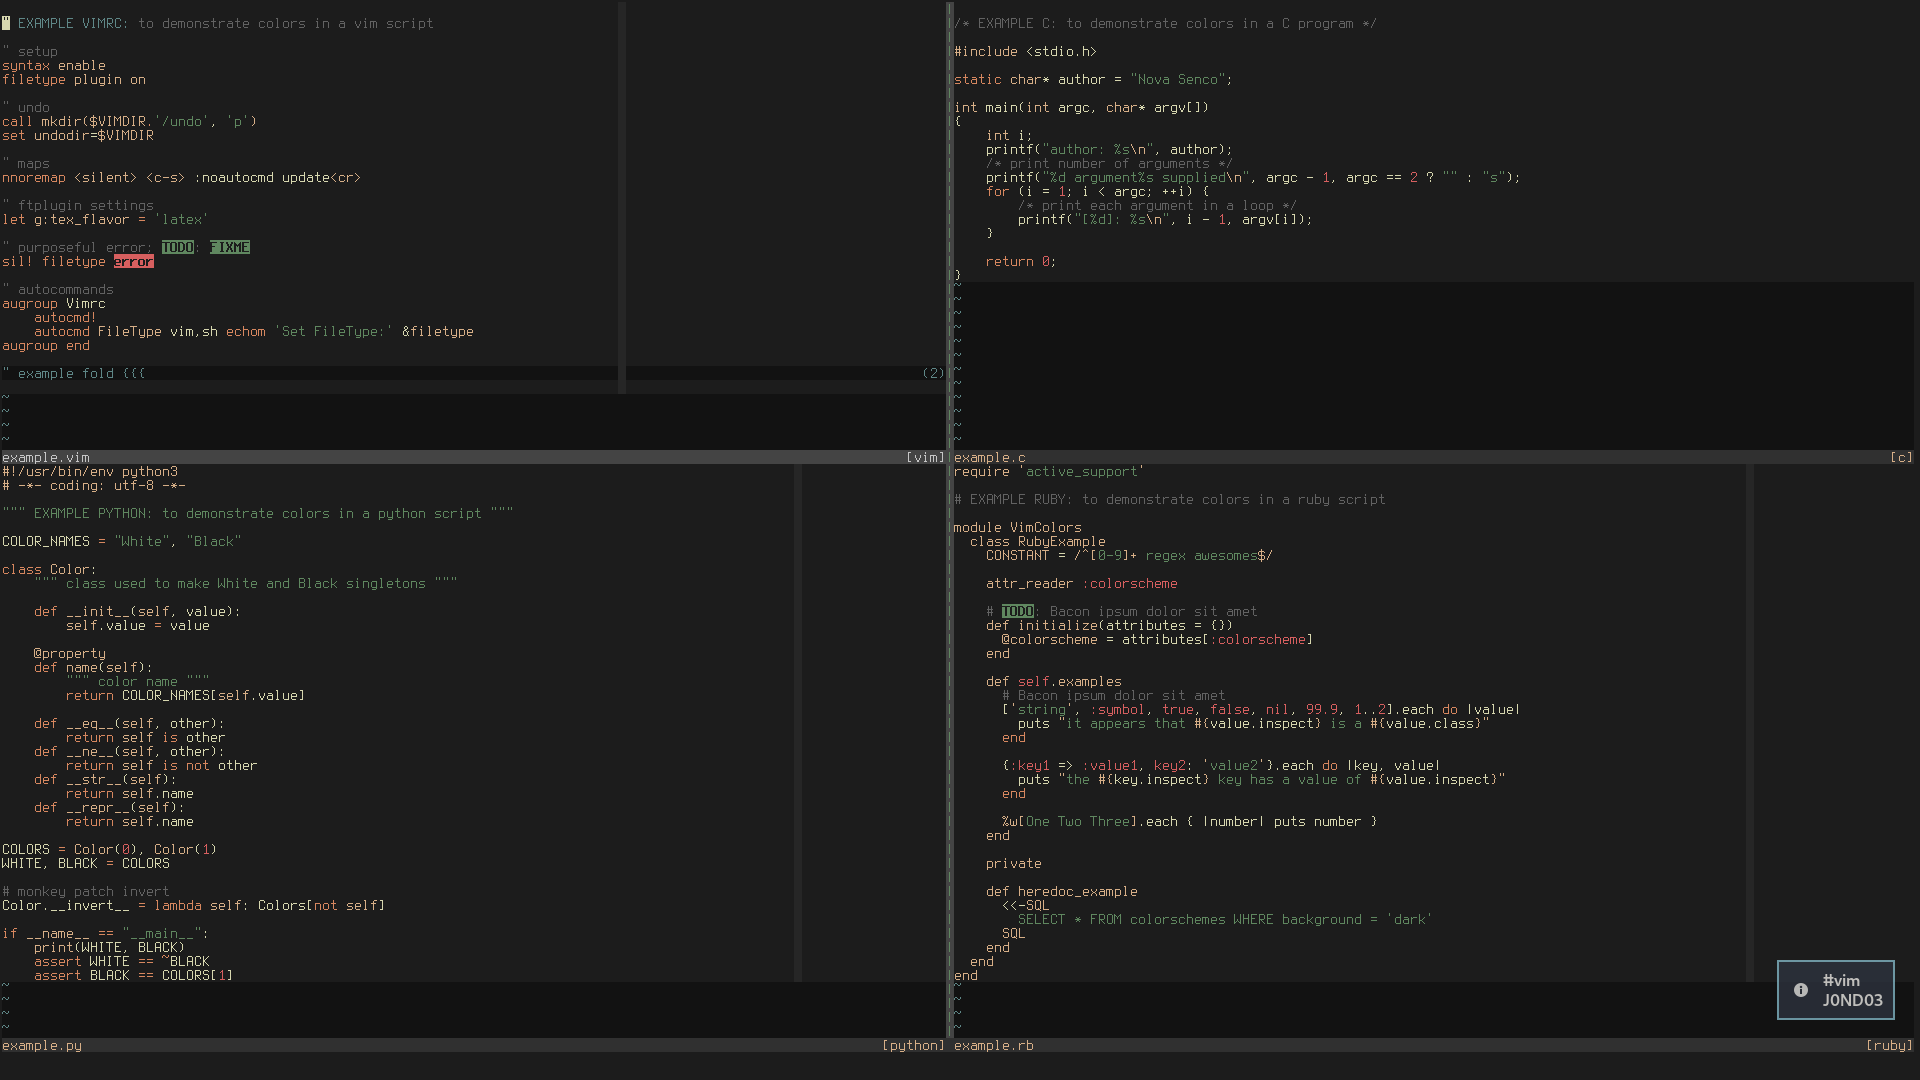 " EXAMPLE VIMRC: to demonstrate colors in a vim script
" setup
syntax enable
filetype plugin on
" undo
call mkdir($VIMDIR.'/undo', 'p')
set undodir=$VIMDIR
" maps
nnoremap <silent> <c-s> :noautocmd update<cr>
" ftplugin settings
let g:tex_flavor = 'latex'
" purposeful error; TODO: FIXME
sil! filetype error
" autocommands
augroup Vimrc
    autocmd!
    autocmd FileType vim,sh echom 'Set FileType:' &filetype
augroup end
" example fold {{{ (2)
~
~
~
~
example.vim [vim]
/* EXAMPLE C: to demonstrate colors in a C program */
#include <stdio.h>
static char* author = "Nova Senco";
int main(int argc, char* argv[])
{
    int i;
    printf("author: %s\n", author);
    /* print number of arguments */
    printf("%d argument%s supplied\n", argc - 1, argc == 2 ? "" : "s");
    for (i = 1; i < argc; ++i) {
        /* print each argument in a loop */
        printf("[%d]: %s\n", i - 1, argv[i]);
    }
    return 0;
}
~
~
~
~
~
~
~
~
~
~
~
~
example.c [c]
#!/usr/bin/env python3
# -*- coding: utf-8 -*-
""" EXAMPLE PYTHON: to demonstrate colors in a python script """
COLOR_NAMES = "White", "Black"
class Color:
    """ class used to make White and Black singletons """
    def __init__(self, value):
        self.value = value
    @property
    def name(self):
        """ color name """
        return COLOR_NAMES[self.value]
    def __eq__(self, other):
        return self is other
    def __ne__(self, other):
        return self is not other
    def __str__(self):
        return self.name
    def __repr__(self):
        return self.name
COLORS = Color(0), Color(1)
WHITE, BLACK = COLORS
# monkey patch invert
Color.__invert__ = lambda self: Colors[not self]
if __name__ == "__main__":
    print(WHITE, BLACK)
    assert WHITE == ~BLACK
    assert BLACK == COLORS[1]
~
~
~
~
example.py [python]
require 'active_support'
# EXAMPLE RUBY: to demonstrate colors in a ruby script
module VimColors
  class RubyExample
    CONSTANT = /^[0-9]+ regex awesomes$/
    attr_reader :colorscheme
    # TODO: Bacon ipsum dolor sit amet
    def initialize(attributes = {})
      @colorscheme = attributes[:colorscheme]
    end
    def self.examples
      # Bacon ipsum dolor sit amet
      ['string', :symbol, true, false, nil, 99.9, 1..2].each do |value|
        puts "it appears that #{value.inspect} is a #{value.class}"
      end
      {:key1 => :value1, key2: 'value2'}.each do |key, value|
        puts "the #{key.inspect} key has a value of #{value.inspect}"
      end
      %w[One Two Three].each { |number| puts number }
    end
    private
    def heredoc_example
      <<-SQL
        SELECT * FROM colorschemes WHERE background = 'dark'
      SQL
    end
  end
end
~
~
~
~
example.rb [ruby]
#vim
J0ND03